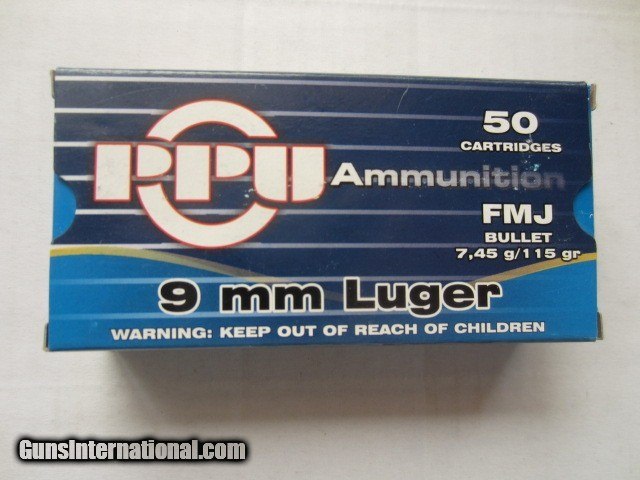 50
CARTRIDGES
PPU Ammunition
FMJ
BULLET
7,45 g/115 gr
9 mm Luger
WARNING: KEEP OUT OF REACH OF CHILDREN
GunsInternational.com